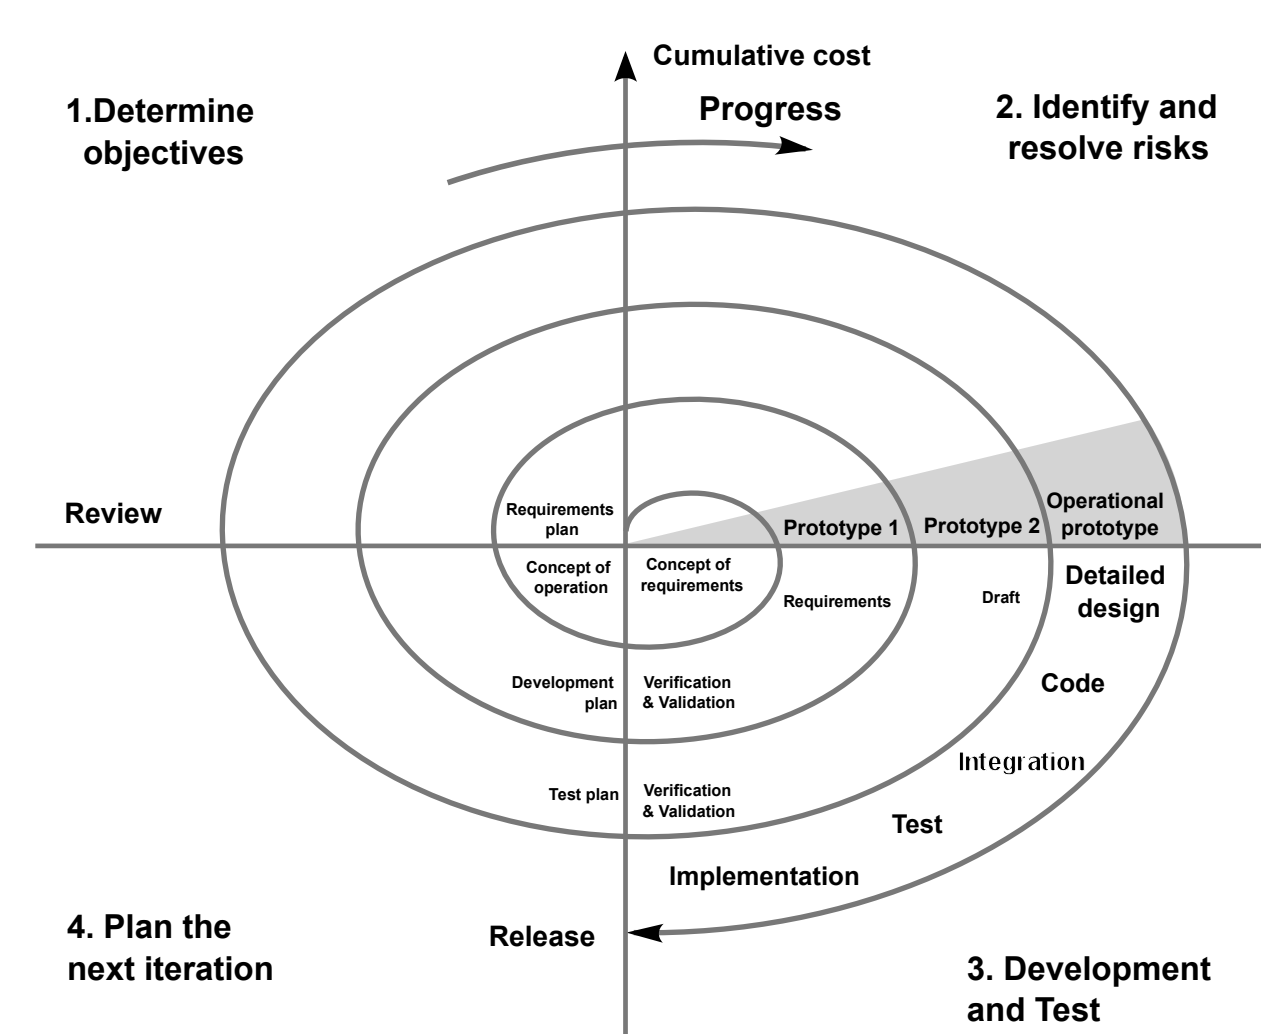 Cumulative cost
Progress
1.Determine
objectives
2. Identify and
resolve risks
Review
Requirements
plan
Concept of
operation
Concept of
requirements
Prototype 1
Prototype 2
Operational
prototype
Requirements
Draft
Detailed
design
Development
plan
Verification
& Validation
Code
Integration
Test plan
Verification
& Validation
Test
Implementation
Release
4. Plan the
next iteration
3. Development
and Test